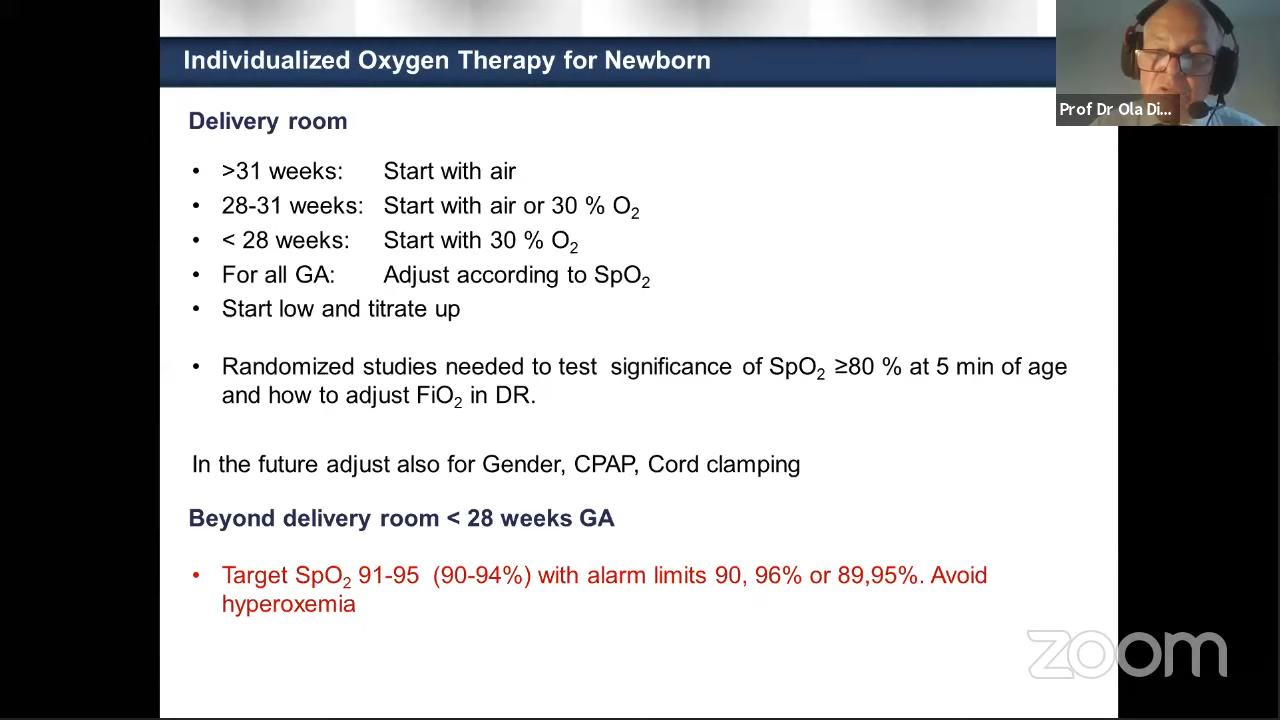 Individualized Oxygen Therapy for Newborn
Prof Dr Ola Di...
Delivery room
• >31 weeks: Start with air
• 28-31 weeks: Start with air or 30 % O₂
• < 28 weeks: Start with 30 % O₂
• For all GA: Adjust according to SpO₂
• Start low and titrate up
• Randomized studies needed to test significance of SpO₂ ≥80 % at 5 min of age
and how to adjust FiO₂ in DR.
In the future adjust also for Gender, CPAP, Cord clamping
Beyond delivery room < 28 weeks GA
• Target SpO₂ 91-95 (90-94%) with alarm limits 90, 96% or 89,95%. Avoid
hyperoxemia
zoom